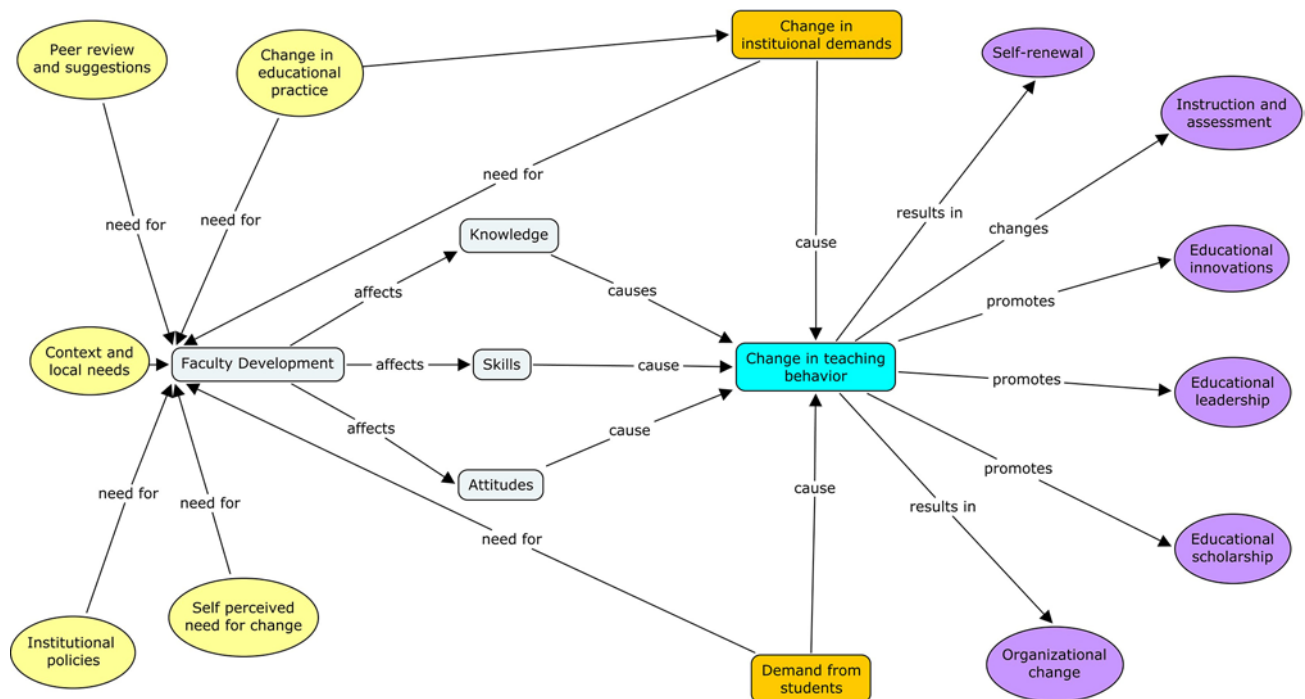 Peer review
and suggestions
Change in
educational
practice
Change in
instituional demands
Self-renewal
Instruction and
assessment
need for
need for
need for
results in
changes
Knowledge
cause
Educational
innovations
affects
causes
promotes
Context and
local needs
Faculty Development
affects
Skills
cause
Change in teaching
behavior
promotes
Educational
leadership
affects
cause
Attitudes
promotes
need for
need for
cause
results in
need for
Educational
scholarship
Self perceived
need for change
Institutional
policies
Demand from
students
Organizational
change